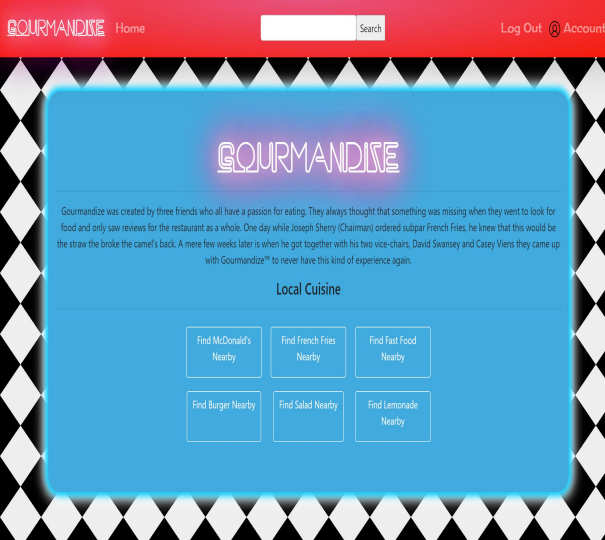 GOURMANDIZE Home Search Log Out Account
GOURMANDIZE
Gourmandize was created by three friends who all have a passion for eating. They always thought that something was missing when they went to look for
food and only saw reviews for the restaurant as a whole. One day while Joseph Sherry (Chairman) ordered subpar French Fries, he knew that this would be
the straw the broke the camel's back. A mere few weeks later is when he got together with his two vice-chairs, David Swansey and Casey Viens they came up
with Gourmandize™ to never have this kind of experience again.
Local Cuisine
Find McDonald's Find French Fries Find Fast Food
Nearby Nearby Nearby
Find Burger Nearby Find Salad Nearby Find Lemonade
Nearby